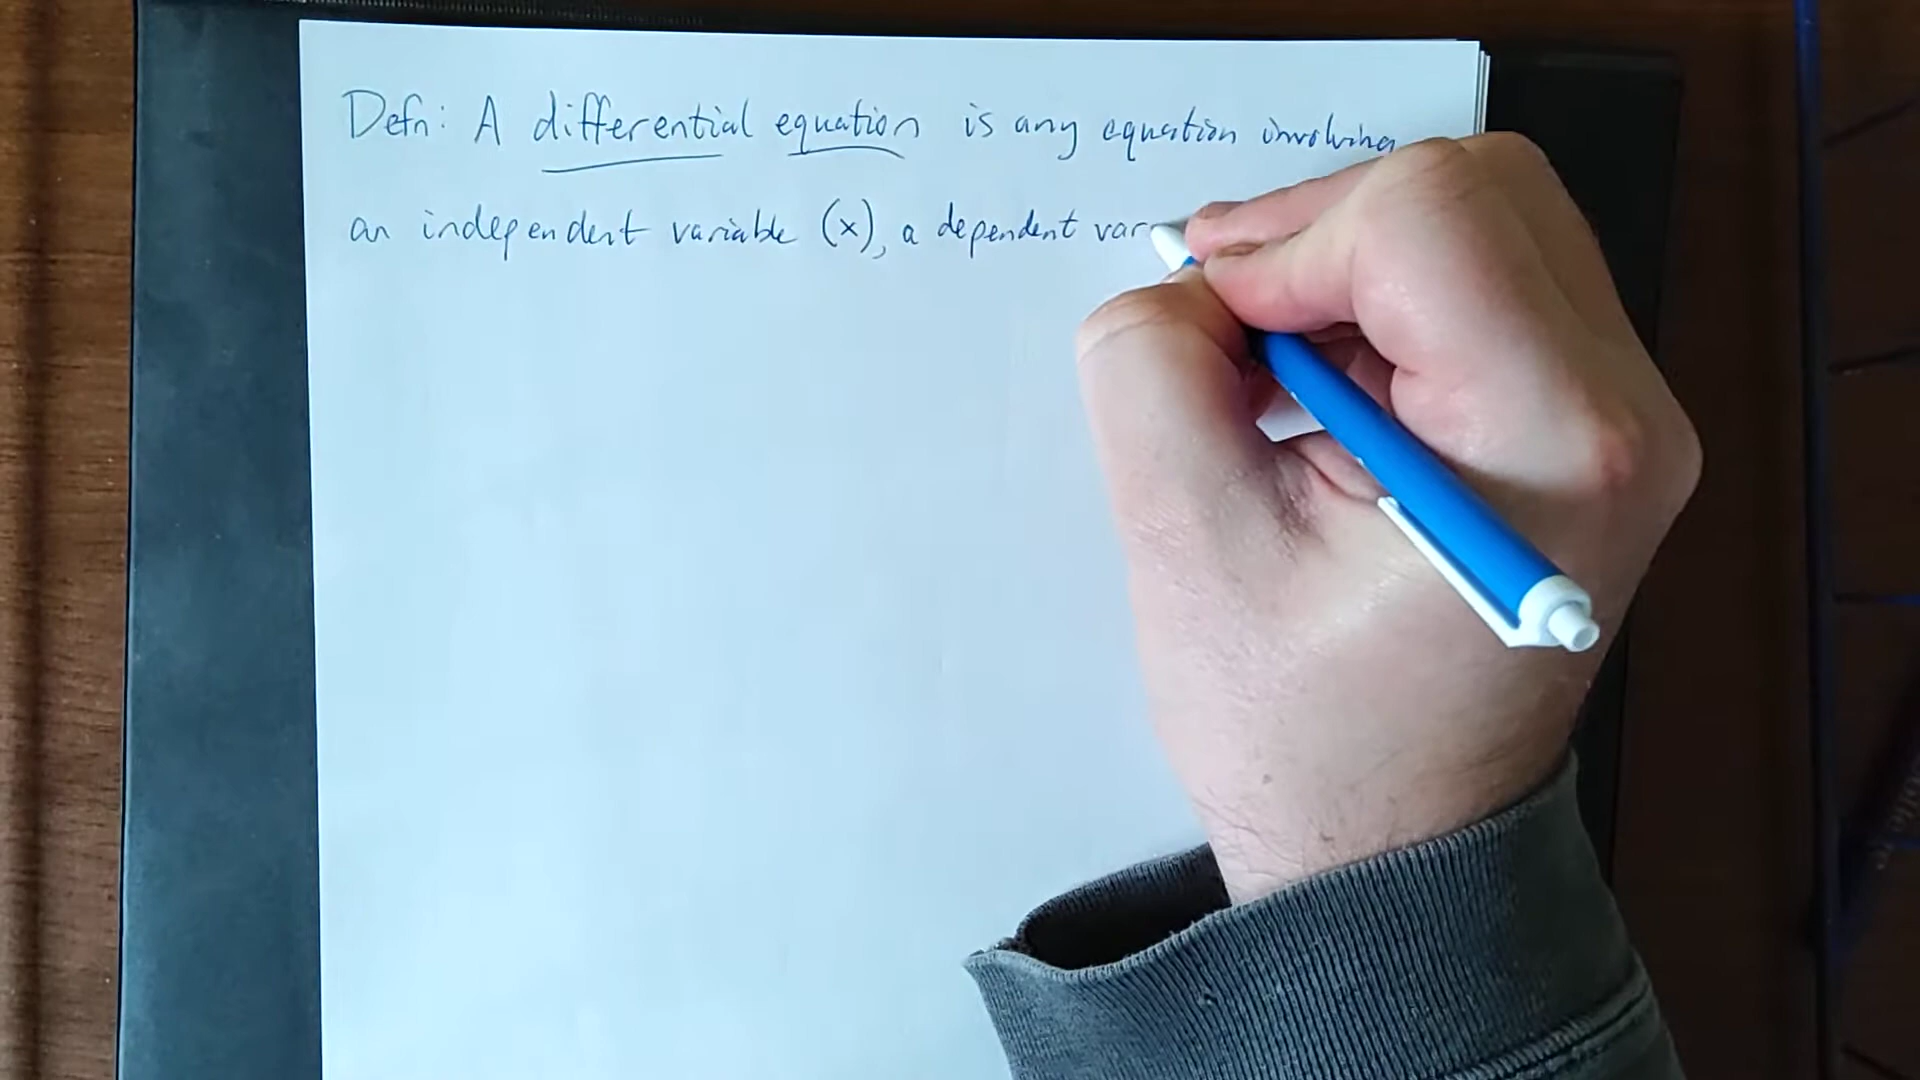 Defn: A differential equation is any equation involving
an independent variable (x), a dependent var